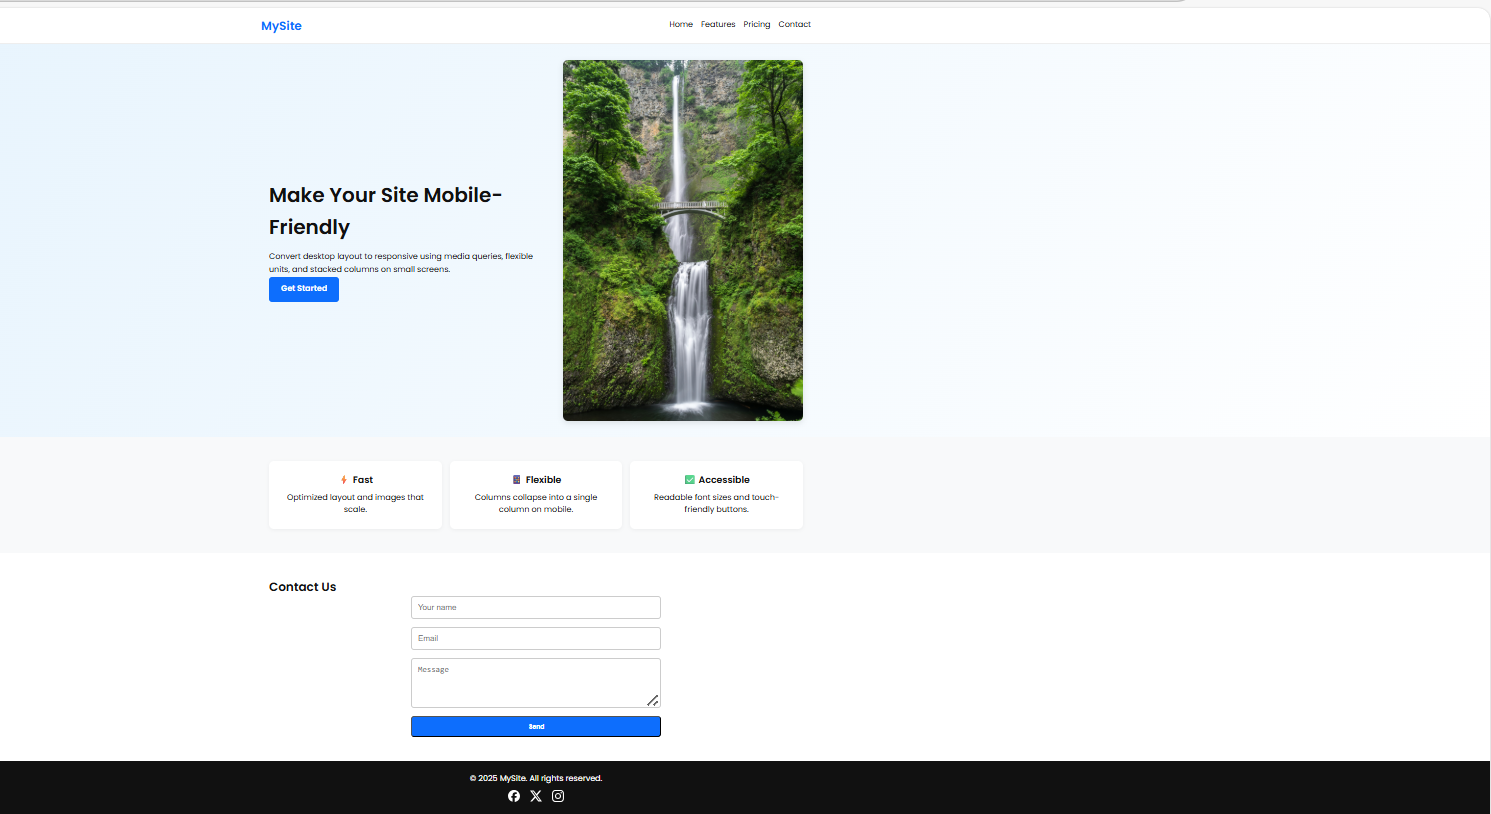 MySite
Home Features Pricing Contact
Make Your Site Mobile-
Friendly
Convert desktop layout to responsive using media queries, flexible
units, and stacked columns on small screens.
Get Started
Fast
Optimized layout and images that
scale.
Flexible
Columns collapse into a single
column on mobile.
Accessible
Readable font sizes and touch-
friendly buttons.
Contact Us
Your name
Email
Message
Send
© 2025 MySite. All rights reserved.